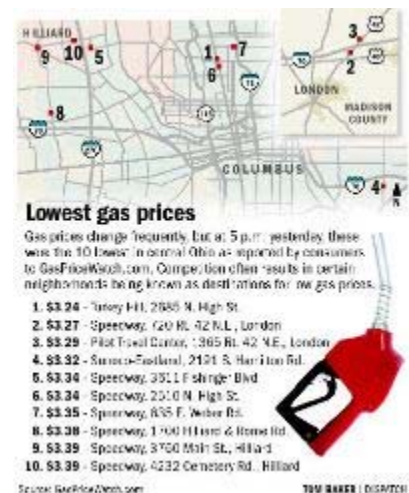 HILLIARD
10
9
5
1
7
6
8
3
2
LONDON
MADISON
COUNTY
COLUMBUS
4
N
Lowest gas prices
Gas prices change frequently, but at 5 p.m. yesterday, these
were the 10 lowest in central Ohio as reported by consumers
to GasPriceWatch.com. Competition often results in certain
neighborhoods being known as destinations for low gas prices.
1. $3.24 - Turkey Hill, N. High St.
2. $3.27 - Speedway, 720 Rt. 42 N.E., London
3. $3.29 - Pilot Travel Center, 1365 Rt. 42 N.E., London
4. $3.32 - Sunoco-Eastland, 2191 S. Hamilton Rd.
5. $3.34 - Speedway, 3611 Fishinger Blvd
6. $3.34 - Speedway, N. High St.
7. $3.35 - Speedway, E. Weber Rd.
8. $3.38 - Speedway, 1790 Hilliard & Rome Rd.
9. $3.39 - Speedway, 3760 Main St., Hilliard
10. $3.39 - Speedway, 4232 Cemetery Rd., Hilliard
Source: GasPriceWatch.com
TOM BAKER | DISPATCH